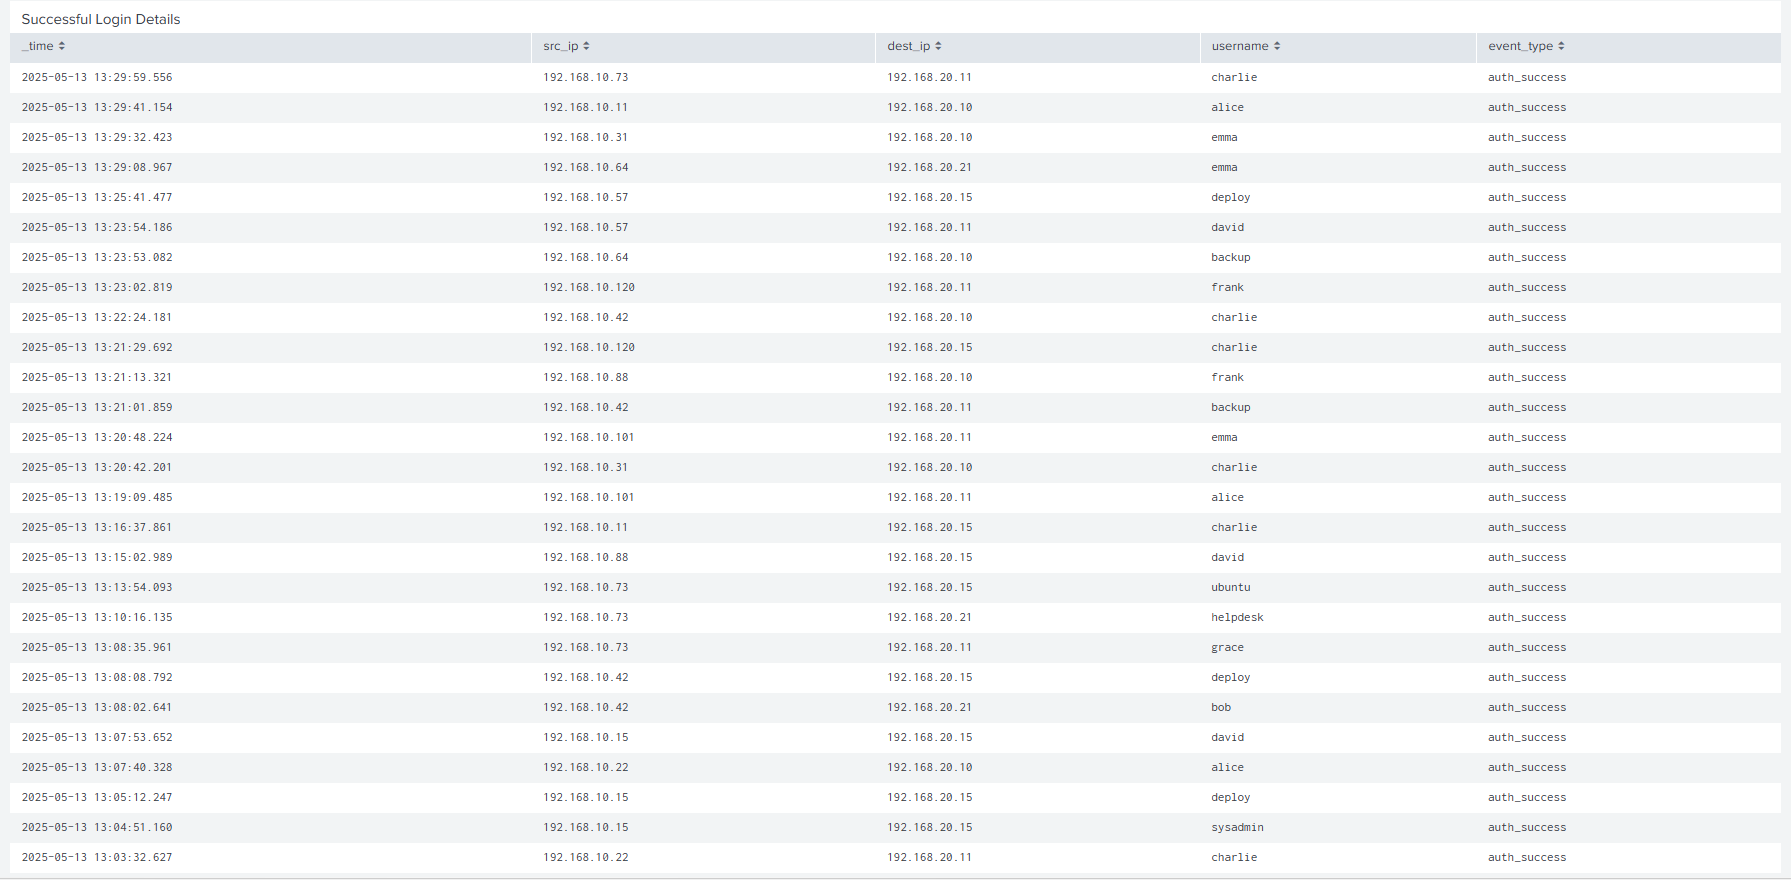 Successful Login Details
_time src_ip dest_ip username event_type
2025-05-13 13:29:59.556 192.168.10.73 192.168.20.11 charlie auth_success
2025-05-13 13:29:41.154 192.168.10.11 192.168.20.10 alice auth_success
2025-05-13 13:29:32.423 192.168.10.31 192.168.20.10 emma auth_success
2025-05-13 13:29:08.967 192.168.10.64 192.168.20.21 emma auth_success
2025-05-13 13:25:41.477 192.168.10.57 192.168.20.15 deploy auth_success
2025-05-13 13:23:54.186 192.168.10.57 192.168.20.11 david auth_success
2025-05-13 13:23:53.082 192.168.10.64 192.168.20.10 backup auth_success
2025-05-13 13:23:02.819 192.168.10.120 192.168.20.11 frank auth_success
2025-05-13 13:22:24.181 192.168.10.42 192.168.20.10 charlie auth_success
2025-05-13 13:21:29.692 192.168.10.120 192.168.20.15 charlie auth_success
2025-05-13 13:21:13.321 192.168.10.88 192.168.20.10 frank auth_success
2025-05-13 13:21:01.859 192.168.10.42 192.168.20.11 backup auth_success
2025-05-13 13:20:48.224 192.168.10.101 192.168.20.11 emma auth_success
2025-05-13 13:20:42.201 192.168.10.31 192.168.20.10 charlie auth_success
2025-05-13 13:19:09.485 192.168.10.101 192.168.20.11 alice auth_success
2025-05-13 13:16:37.861 192.168.10.11 192.168.20.15 charlie auth_success
2025-05-13 13:15:02.989 192.168.10.88 192.168.20.15 david auth_success
2025-05-13 13:13:54.093 192.168.10.73 192.168.20.15 ubuntu auth_success
2025-05-13 13:10:16.135 192.168.10.73 192.168.20.21 helpdesk auth_success
2025-05-13 13:08:35.961 192.168.10.73 192.168.20.11 grace auth_success
2025-05-13 13:08:08.792 192.168.10.42 192.168.20.15 deploy auth_success
2025-05-13 13:08:02.641 192.168.10.42 192.168.20.21 bob auth_success
2025-05-13 13:07:53.652 192.168.10.15 192.168.20.15 david auth_success
2025-05-13 13:07:40.328 192.168.10.22 192.168.20.10 alice auth_success
2025-05-13 13:05:12.247 192.168.10.15 192.168.20.15 deploy auth_success
2025-05-13 13:04:51.160 192.168.10.15 192.168.20.15 sysadmin auth_success
2025-05-13 13:03:32.627 192.168.10.22 192.168.20.11 charlie auth_success